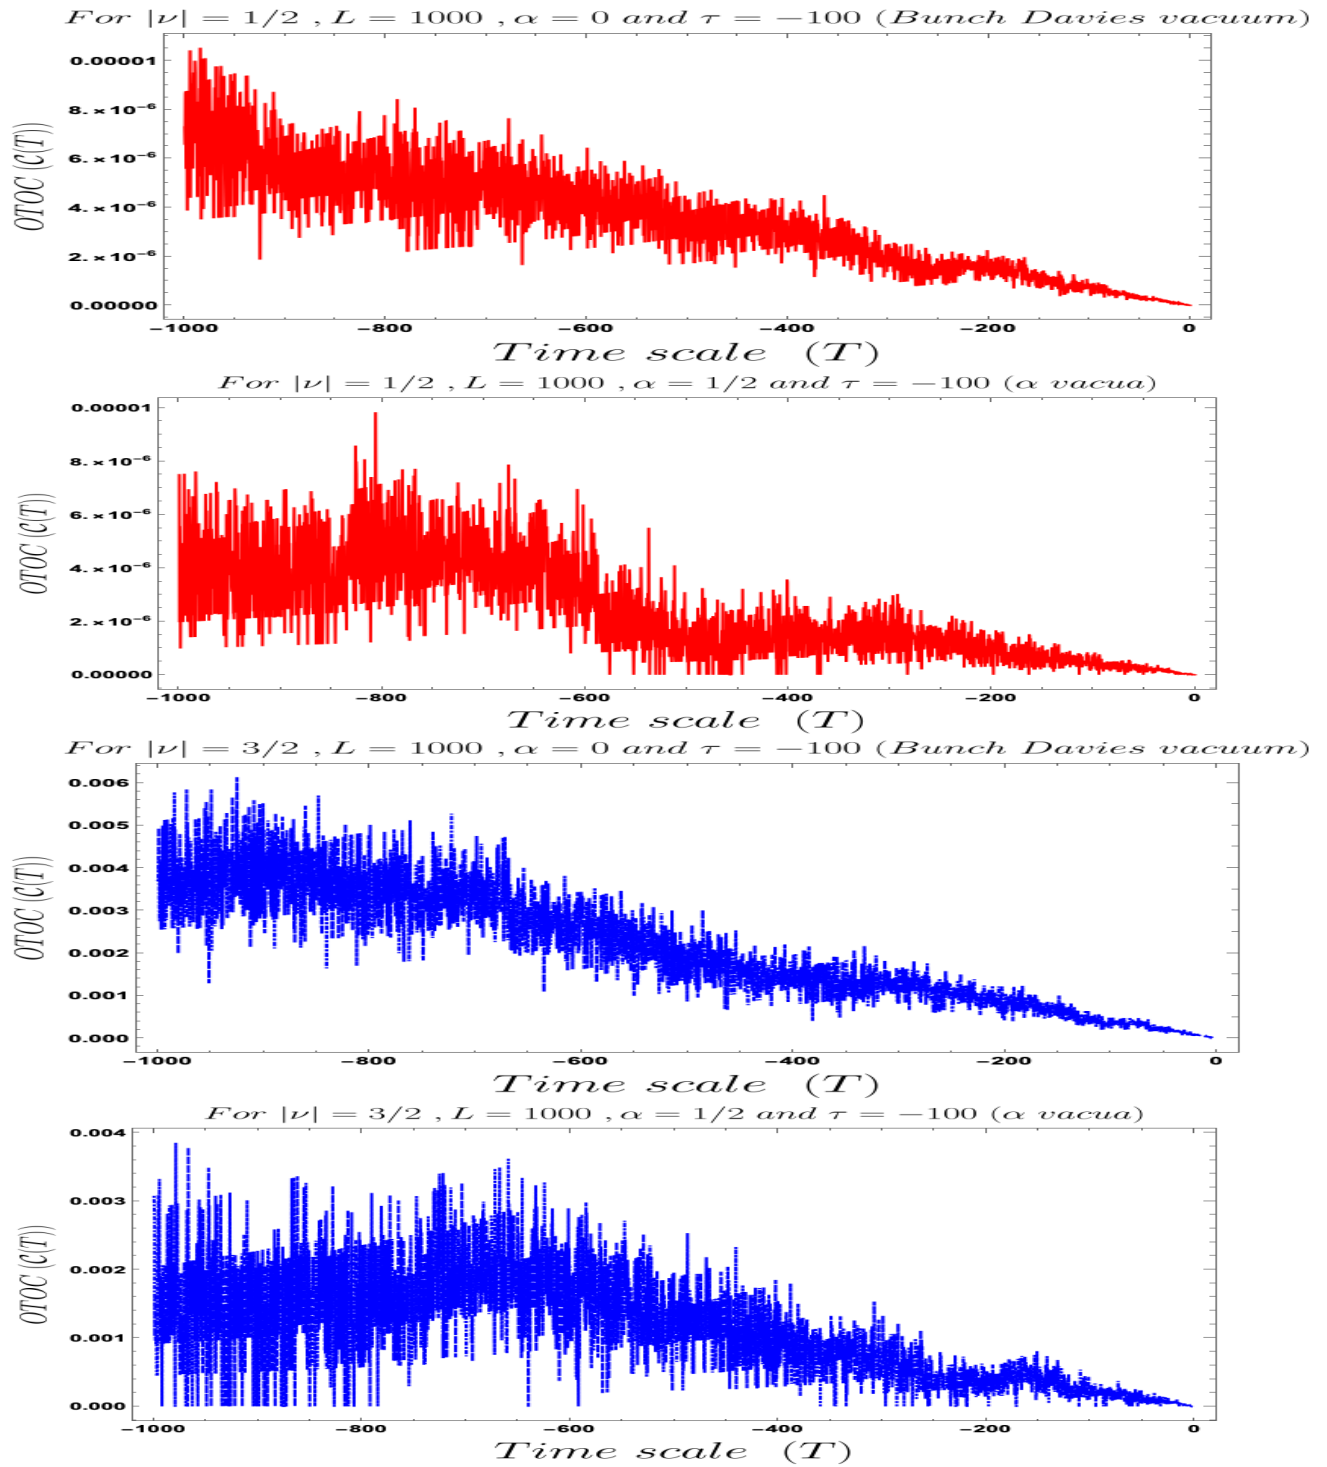 For |ν| = 1/2 , L = 1000 , α = 0 and τ = −100 (Bunch Davies vacuum)
OTOC (C(T))
0.00001
8.×10⁻⁶
6.×10⁻⁶
4.×10⁻⁶
2.×10⁻⁶
0.00000
−1000 −800 −600 −400 −200 0
Time scale (T)
For |ν| = 1/2 , L = 1000 , α = 1/2 and τ = −100 (α vacua)
OTOC (C(T))
0.00001
8.×10⁻⁶
6.×10⁻⁶
4.×10⁻⁶
2.×10⁻⁶
0.00000
−1000 −800 −600 −400 −200 0
Time scale (T)
For |ν| = 3/2 , L = 1000 , α = 0 and τ = −100 (Bunch Davies vacuum)
OTOC (C(T))
0.006
0.005
0.004
0.003
0.002
0.001
0.000
−1000 −800 −600 −400 −200 0
Time scale (T)
For |ν| = 3/2 , L = 1000 , α = 1/2 and τ = −100 (α vacua)
OTOC (C(T))
0.004
0.003
0.002
0.001
0.000
−1000 −800 −600 −400 −200 0
Time scale (T)